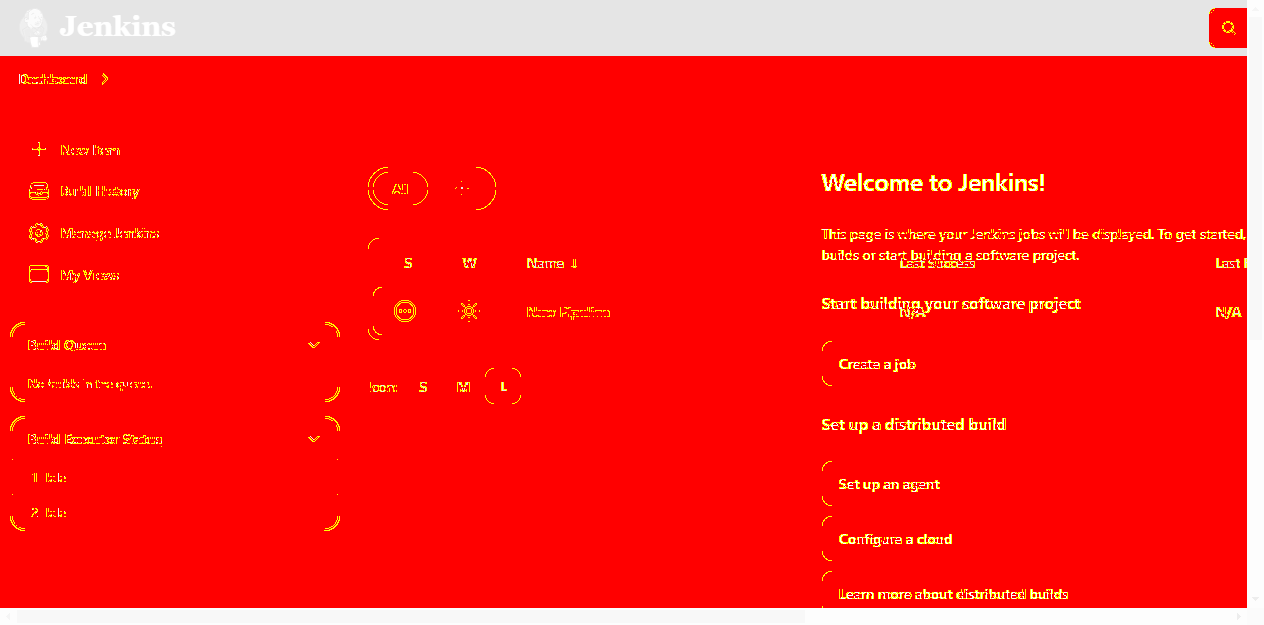 Jenkins
Dashboard
New Item
Build History
Manage Jenkins
My Views
Build Queue
No builds in the queue.
Build Executor Status
1 Idle
2 Idle
All
S W Name ↓ Last Success
New Pipeline N/A N/A
Icon: S M L
Welcome to Jenkins!
This page is where your Jenkins jobs will be displayed. To get started,
builds or start building a software project.
Start building your software project
Create a job
Set up a distributed build
Set up an agent
Configure a cloud
Learn more about distributed builds